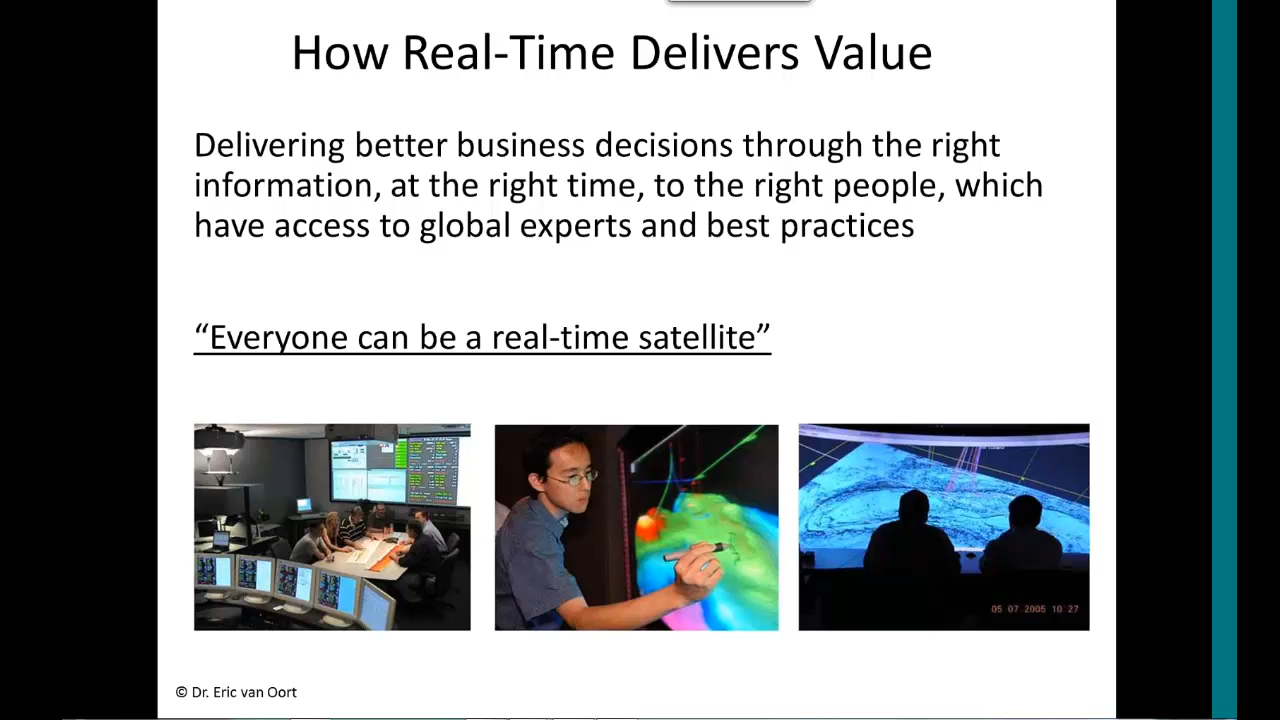 How Real-Time Delivers Value
Delivering better business decisions through the right
information, at the right time, to the right people, which
have access to global experts and best practices
“Everyone can be a real-time satellite”
05 07 2005 10 27
© Dr. Eric van Oort